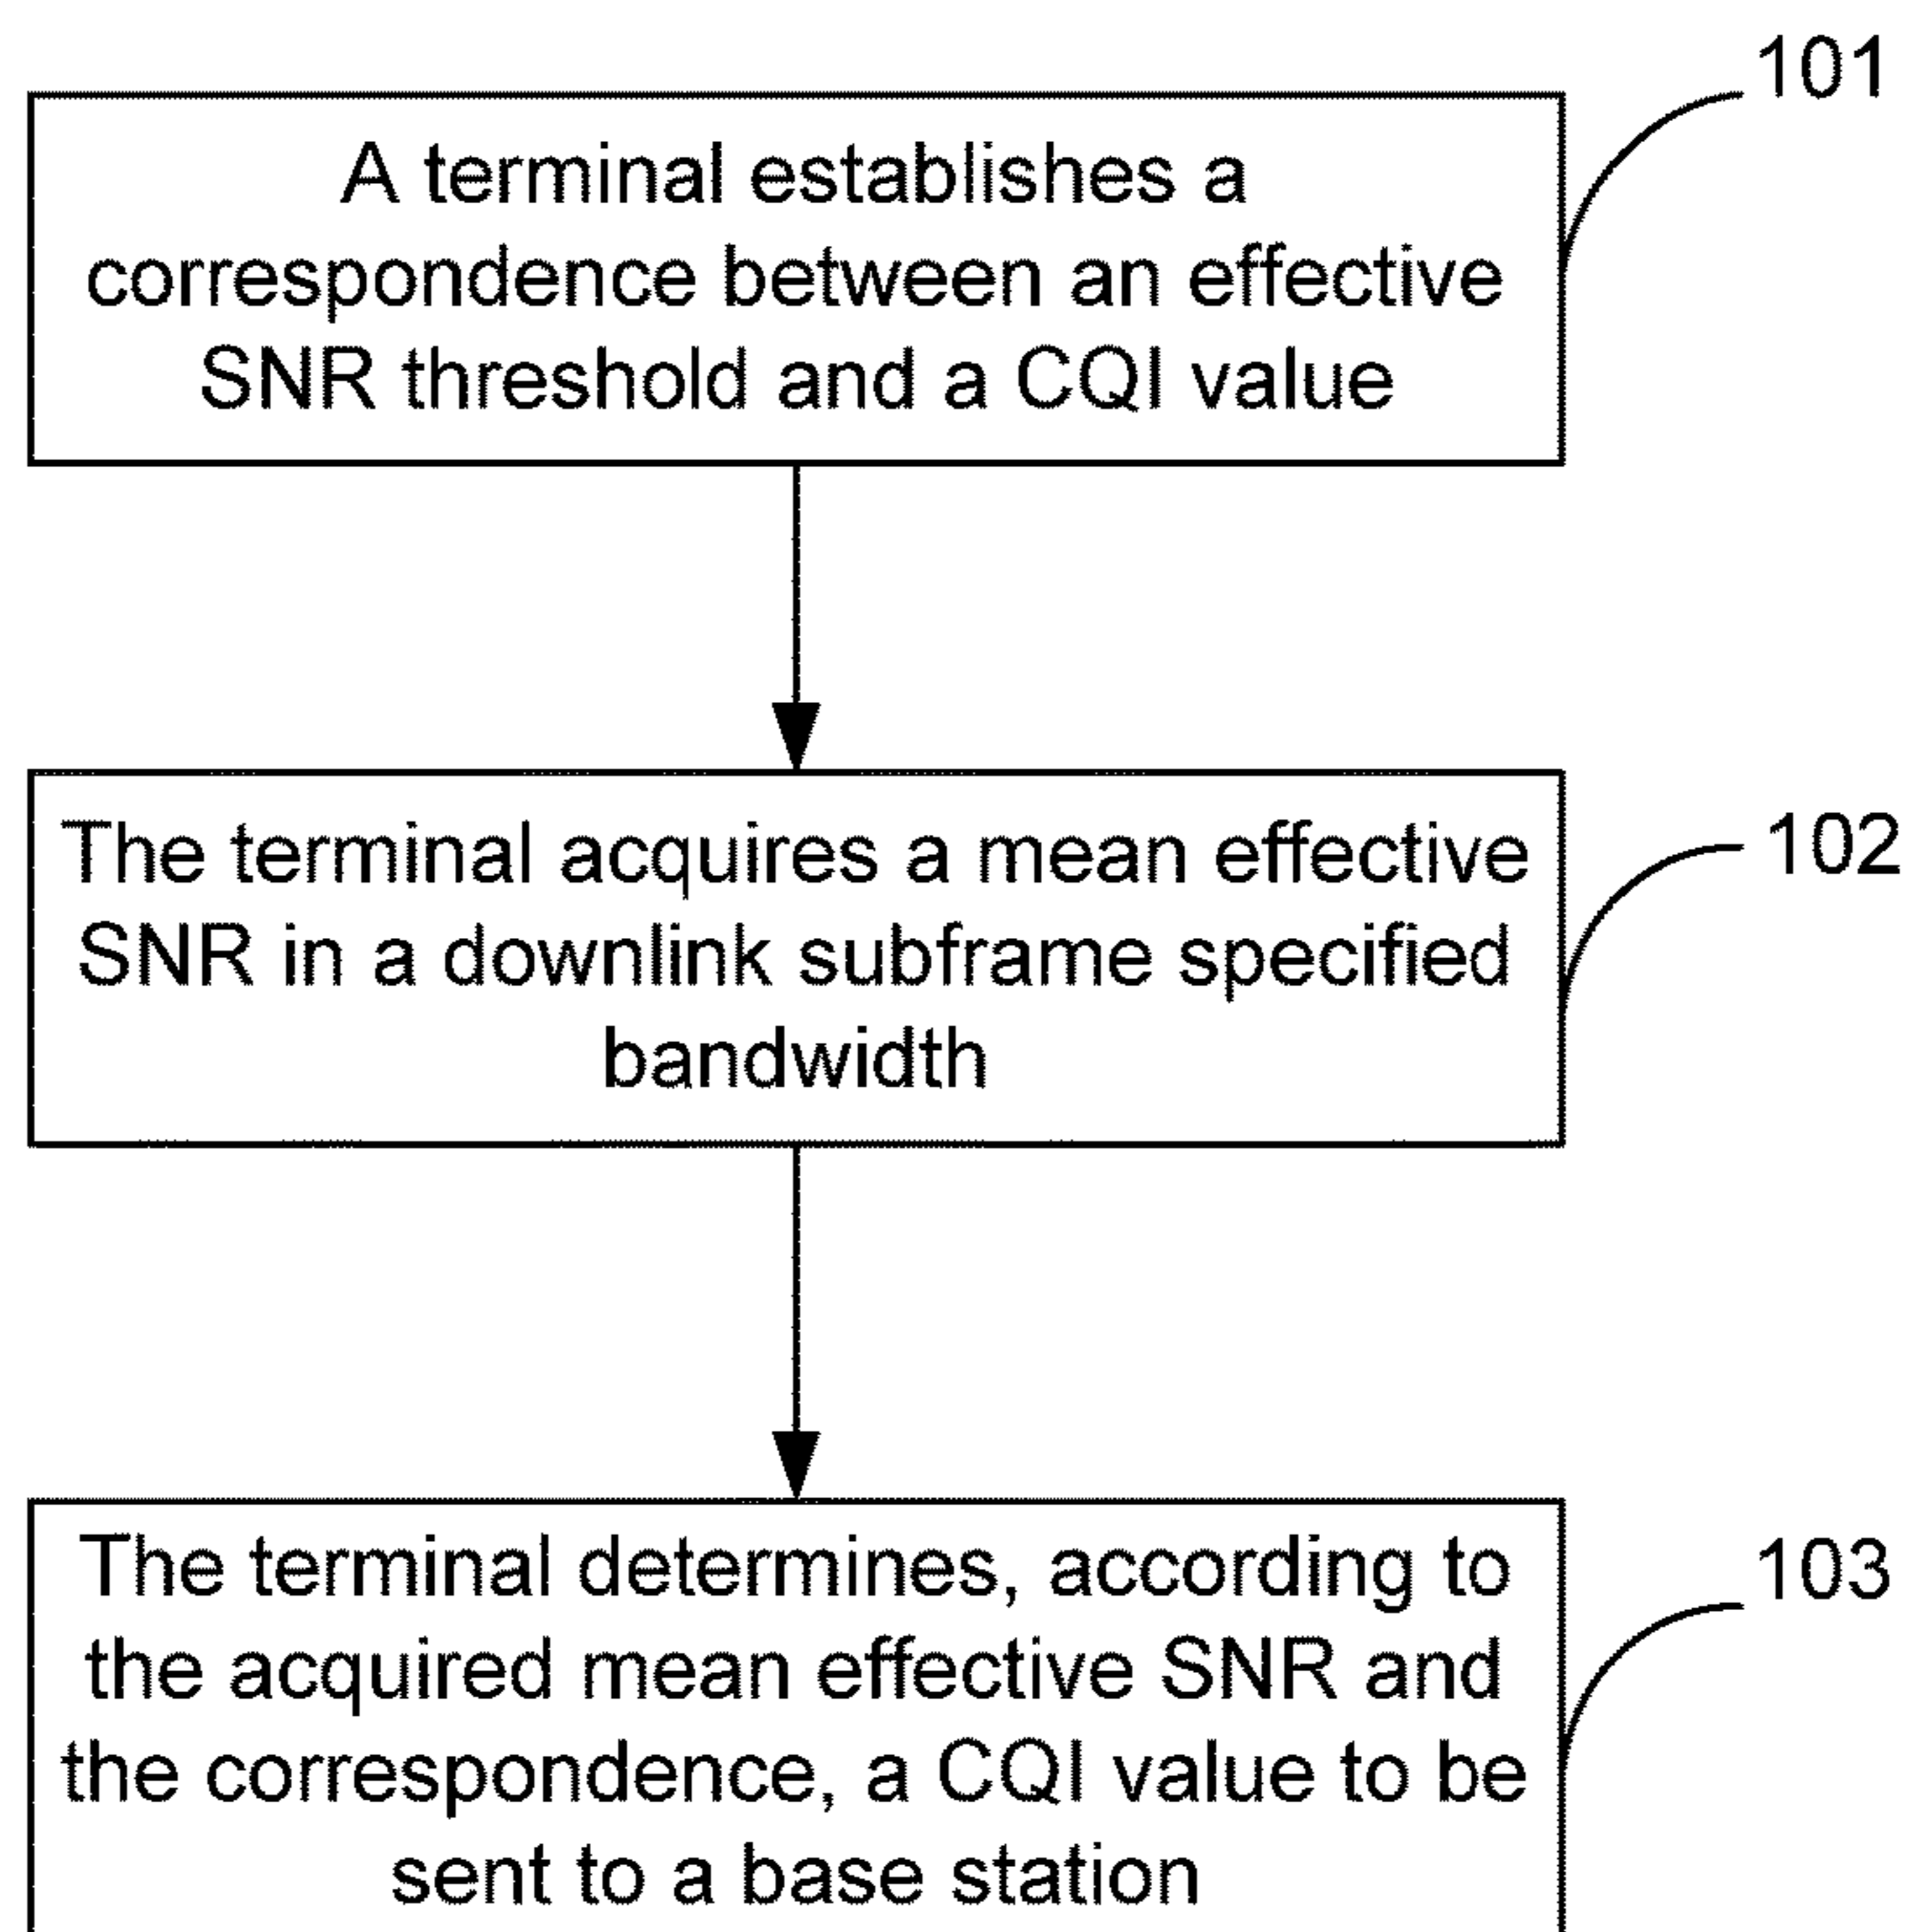 101
A terminal establishes a
correspondence between an effective
SNR threshold and a CQI value
102
The terminal acquires a mean effective
SNR in a downlink subframe specified
bandwidth
103
The terminal determines, according to
the acquired mean effective SNR and
the correspondence, a CQI value to be
sent to a base station